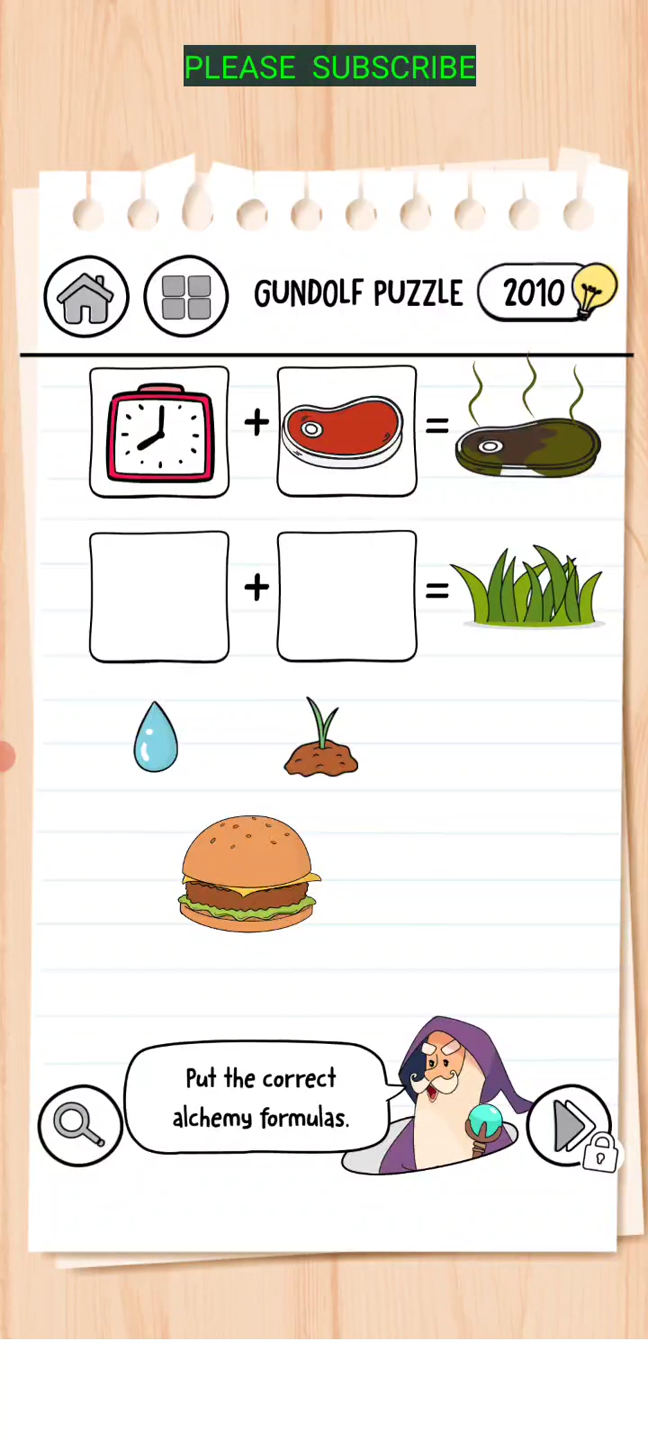 PLEASE SUBSCRIBE
GUNDOLF PUZZLE 2010
+ =
+ =
Put the correct
alchemy formulas.